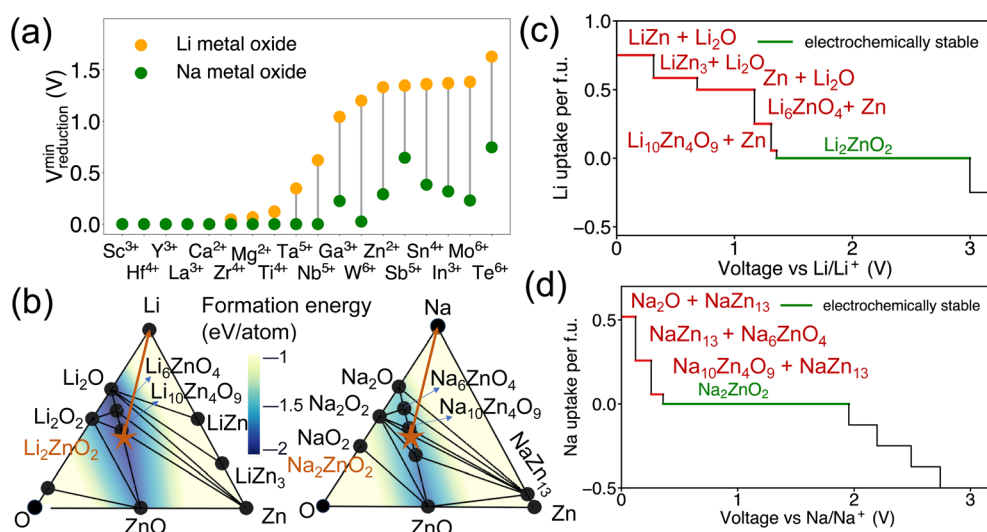 (a)
Li metal oxide
Na metal oxide
V^min_reduction (V)
1.5
1.0
0.5
0.0
Sc3+ Y3+ Ca2+ Mg2+ Ta5+ Ga3+ Zn2+ Sn4+ Mo6+
Hf4+ La3+ Zr4+ Ti4+ Nb5+ W6+ Sb5+ In3+ Te6+
(b)
Formation energy
(eV/atom)
—1
—1.5
—2
Li
Li6ZnO4
Li10Zn4O9
Li2O
Li2O2
Li2ZnO2
LiZn
LiZn3
O
ZnO
Zn
Na
Na6ZnO4
Na10Zn4O9
Na2O
Na2O2
NaO2
Na2ZnO2
NaZn13
O
ZnO
Zn
(c)
Li uptake per f.u.
1.0
0.5
0.0
−0.5
LiZn + Li2O
electrochemically stable
LiZn3+ Li2O
Zn + Li2O
Li6ZnO4+ Zn
Li10Zn4O9 + Zn
Li2ZnO2
0 1 2 3
Voltage vs Li/Li+ (V)
(d)
Na uptake per f.u.
0.5
0.0
−0.5
Na2O + NaZn13
electrochemically stable
NaZn13 + Na6ZnO4
Na10Zn4O9 + NaZn13
Na2ZnO2
0 1 2 3
Voltage vs Na/Na+ (V)